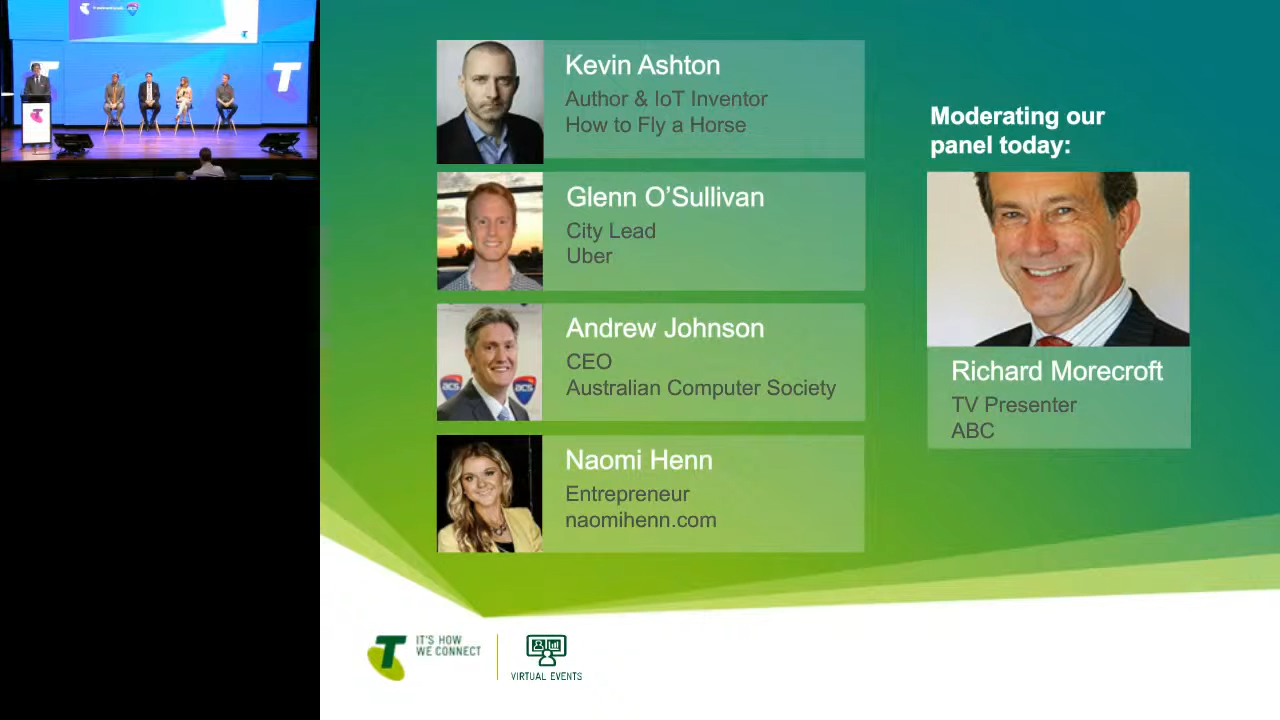 Kevin Ashton
Author & IoT Inventor
How to Fly a Horse
Glenn O’Sullivan
City Lead
Uber
Andrew Johnson
CEO
Australian Computer Society
acs
acs
Naomi Henn
Entrepreneur
naomihenn.com
Moderating our
panel today:
Richard Morecroft
TV Presenter
ABC
IT'S HOW
WE CONNECT
VIRTUAL EVENTS